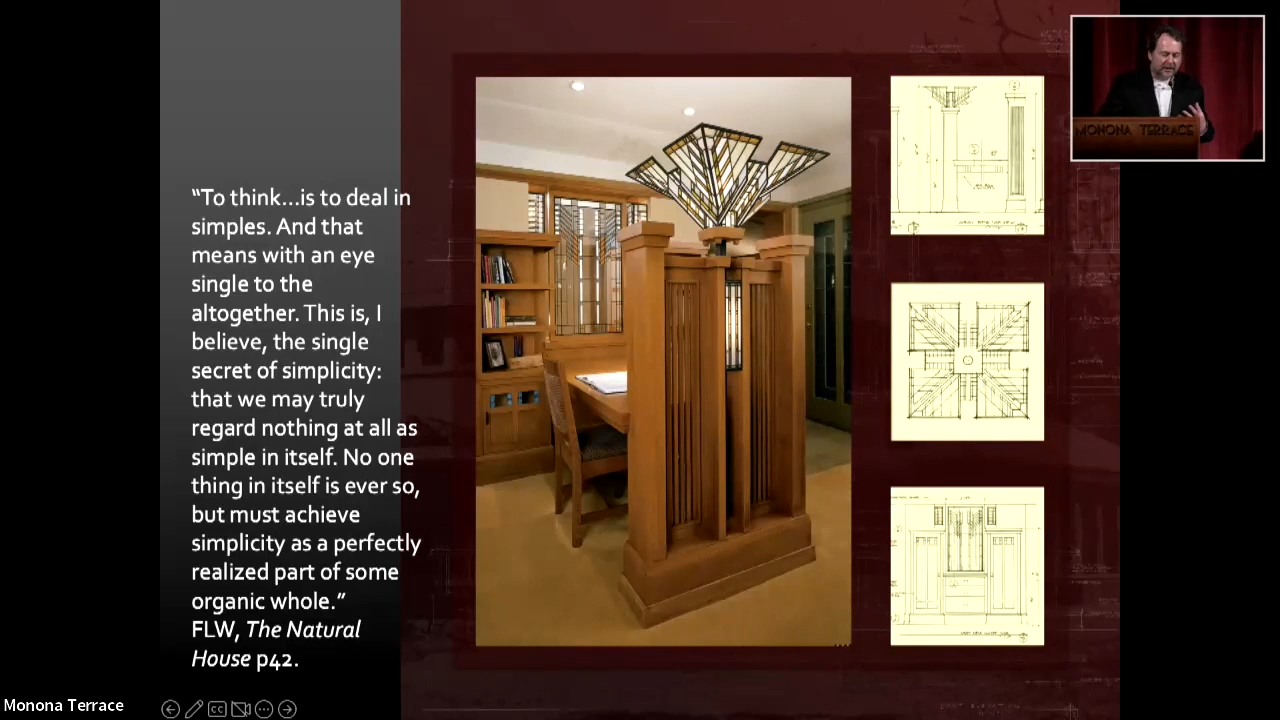 “To think...is to deal in
simples. And that
means with an eye
single to the
altogether. This is, I
believe, the single
secret of simplicity:
that we may truly
regard nothing at all as
simple in itself. No one
thing in itself is ever so,
but must achieve
simplicity as a perfectly
realized part of some
organic whole.”
FLW, The Natural
House p42.
MONONA TERRACE
Monona Terrace
CC